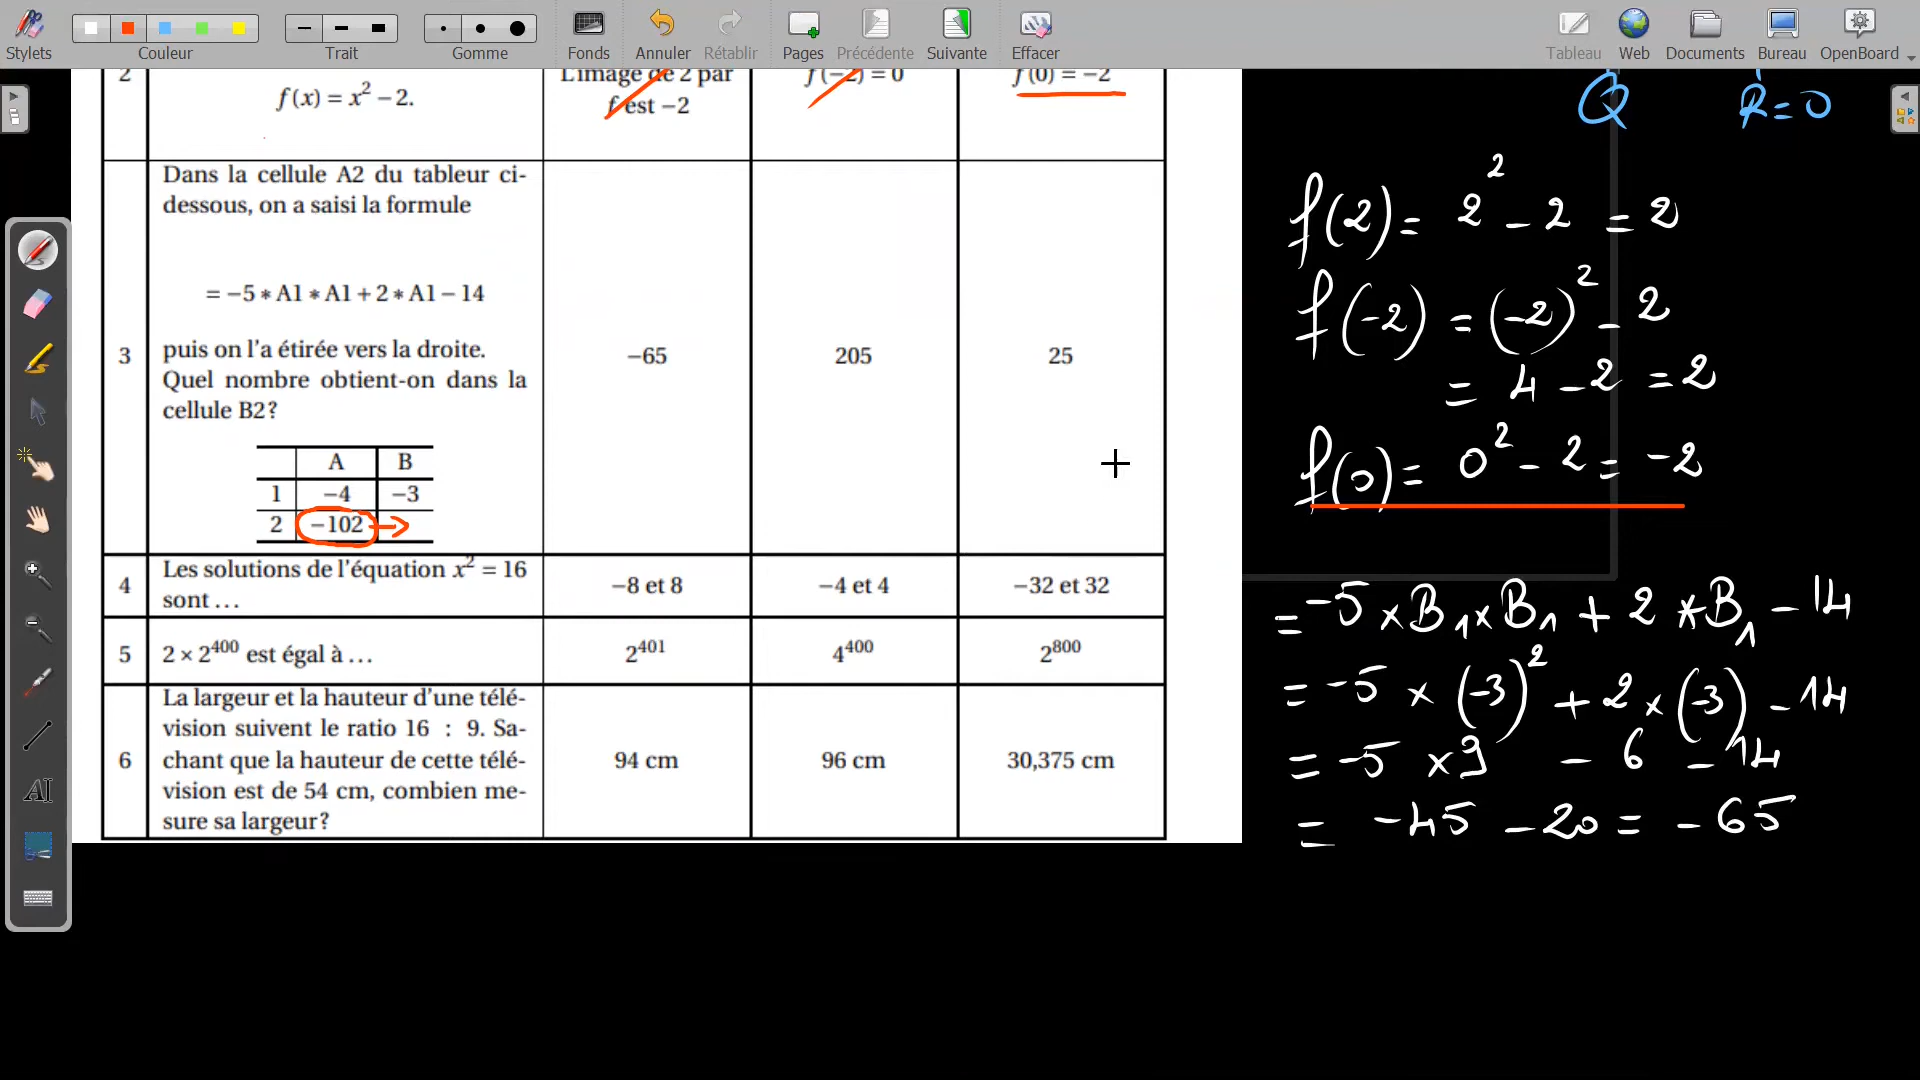 Stylets
Couleur
Trait
Gomme
Fonds
Annuler
Rétablir
Pages
Précédente
Suivante
Effacer
Tableau
Web
Documents
Bureau
OpenBoard
2
f(x) = x² − 2.
L'image de 2 par
f est −2
f(−2) = 0
f(0) = −2
3
Dans la cellule A2 du tableur ci-
dessous, on a saisi la formule
= −5 ∗ A1 ∗ A1 + 2 ∗ A1 − 14
puis on l'a étirée vers la droite.
Quel nombre obtient-on dans la
cellule B2?
A B
1 −4 −3
2 −102
−65
205
25
4
Les solutions de l'équation x² = 16
sont …
−8 et 8
−4 et 4
−32 et 32
5
2 × 2⁴⁰⁰ est égal à …
2⁴⁰¹
4⁴⁰⁰
2⁸⁰⁰
6
La largeur et la hauteur d'une télé-
vision suivent le ratio 16 : 9. Sa-
chant que la hauteur de cette télé-
vision est de 54 cm, combien me-
sure sa largeur?
94 cm
96 cm
30,375 cm
Q R = 0
f(2) = 2² − 2 = 2
f(-2) = (-2)² − 2
= 4 − 2 = 2
f(0) = 0² − 2 = −2
= −5 × B₁ × B₁ + 2 * B₁ − 14
= −5 × (−3)² + 2 × (−3) − 14
= −5 × 9 − 6 − 14
= −45 − 20 = −65